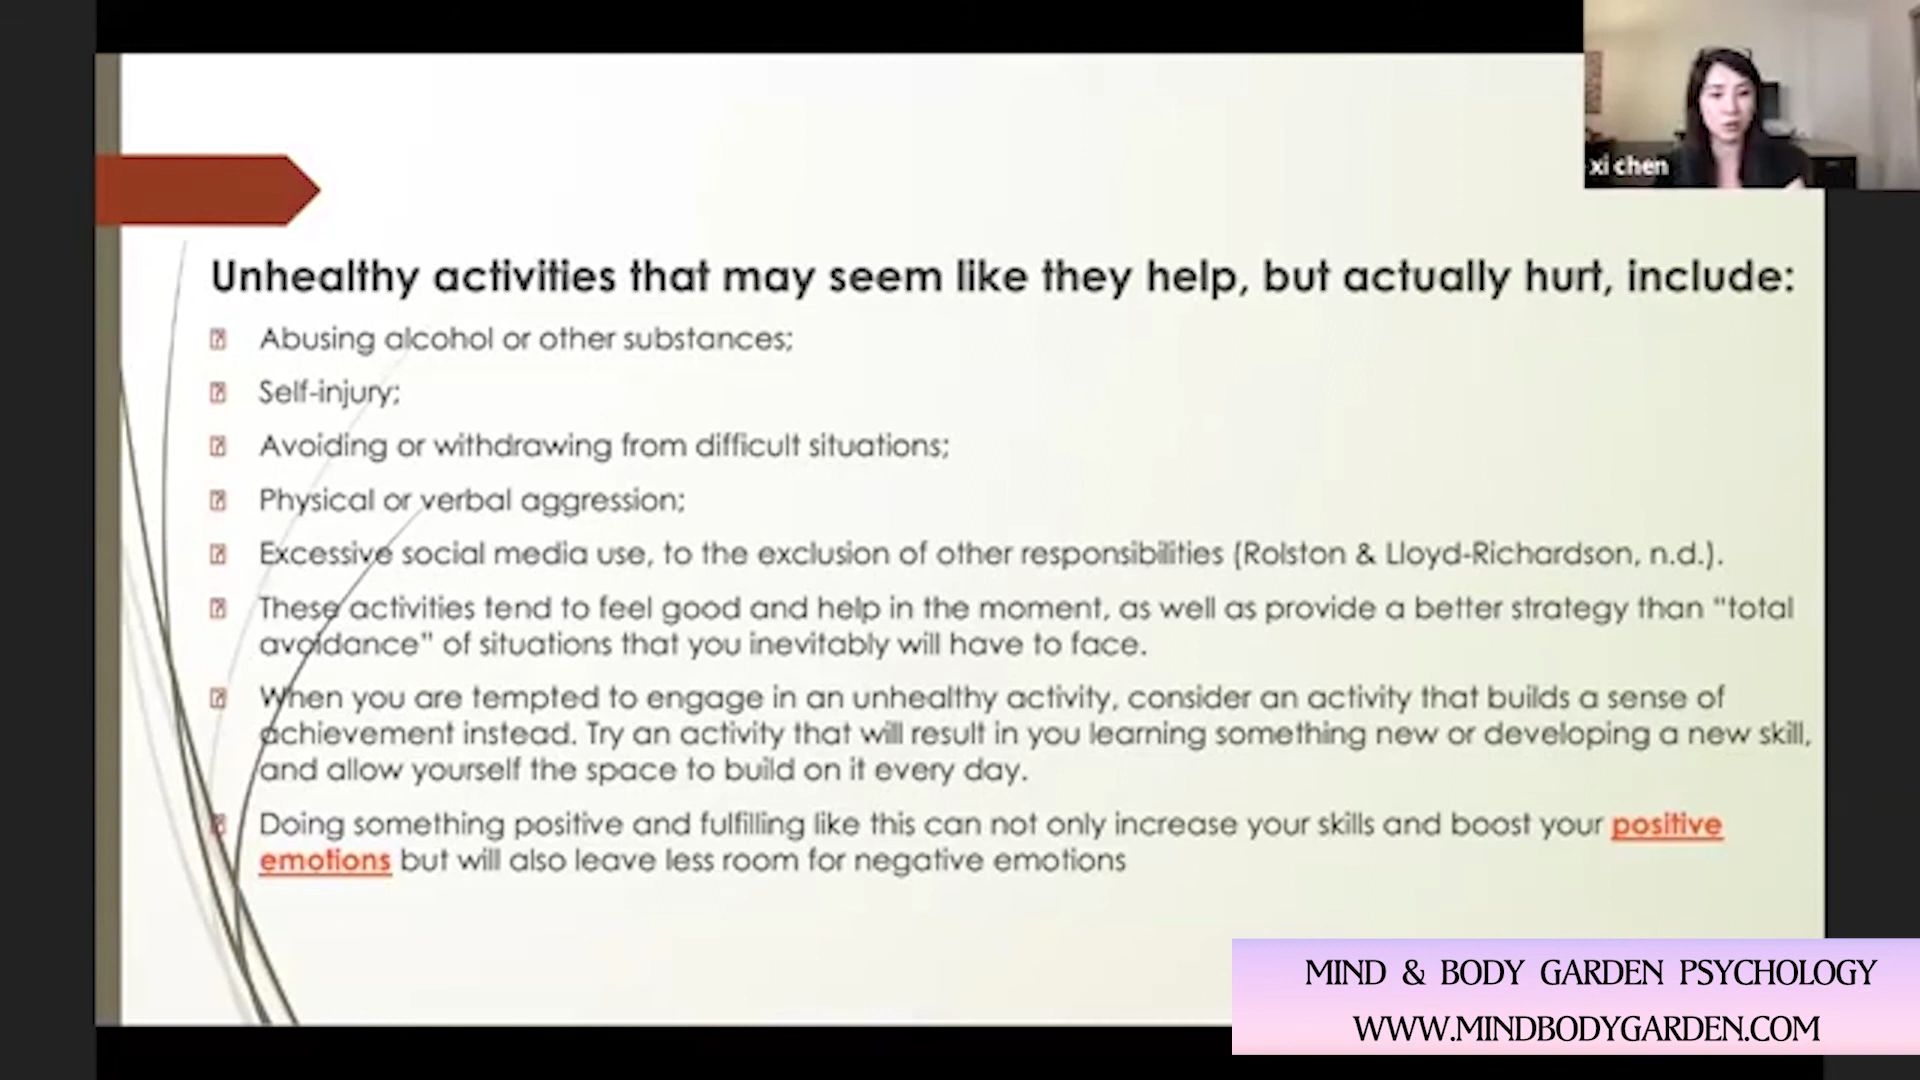 xi chen
Unhealthy activities that may seem like they help, but actually hurt, include:
Abusing alcohol or other substances;
Self-injury;
Avoiding or withdrawing from difficult situations;
Physical or verbal aggression;
Excessive social media use, to the exclusion of other responsibilities (Rolston & Lloyd-Richardson, n.d.).
These activities tend to feel good and help in the moment, as well as provide a better strategy than "total
avoidance" of situations that you inevitably will have to face.
When you are tempted to engage in an unhealthy activity, consider an activity that builds a sense of
achievement instead. Try an activity that will result in you learning something new or developing a new skill,
and allow yourself the space to build on it every day.
Doing something positive and fulfilling like this can not only increase your skills and boost your positive
emotions but will also leave less room for negative emotions
MIND & BODY GARDEN PSYCHOLOGY
WWW.MINDBODYGARDEN.COM